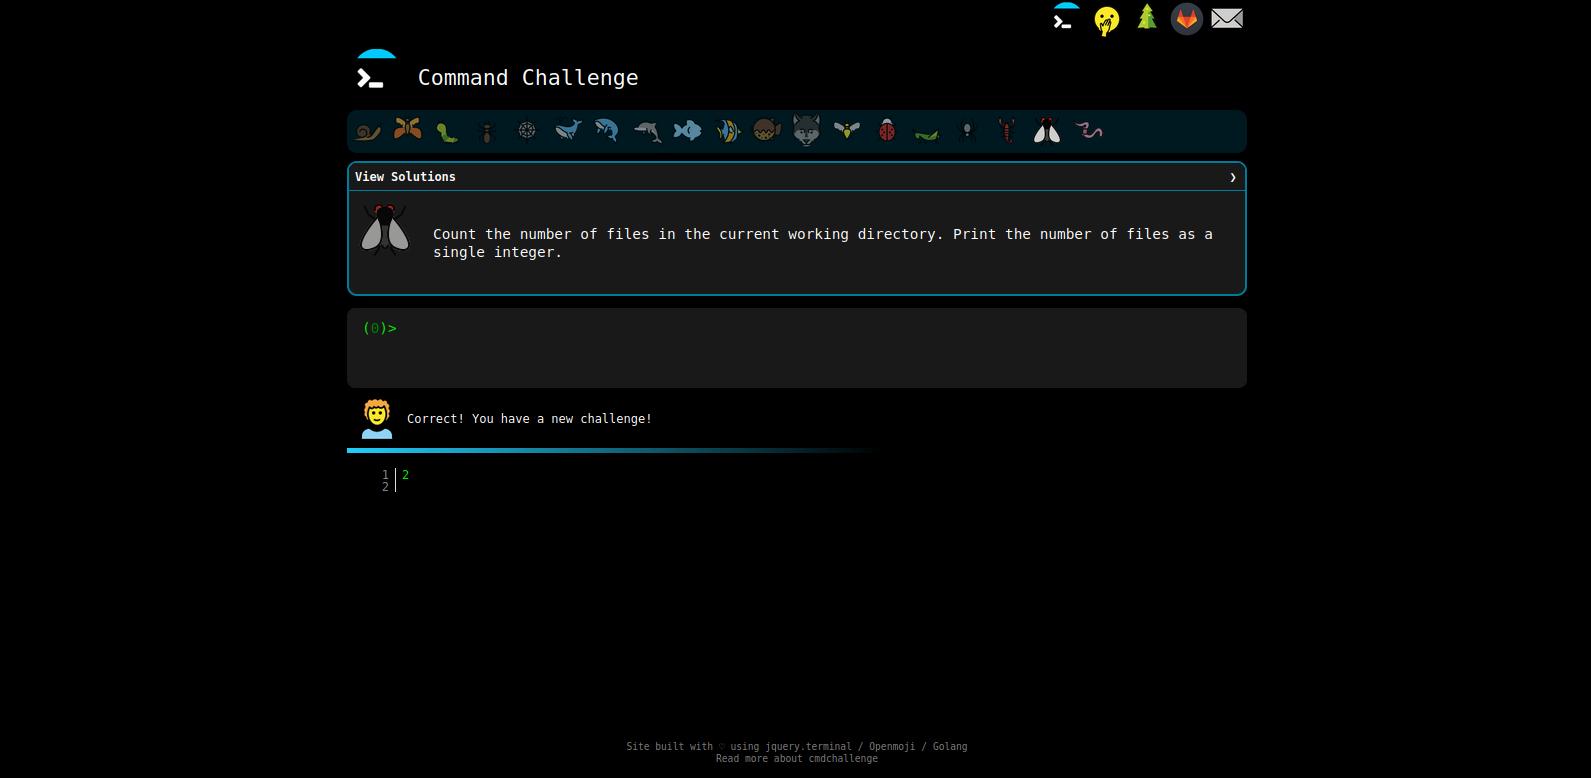 Command Challenge
View Solutions ❯
Count the number of files in the current working directory. Print the number of files as a
single integer.
(0)>
Correct! You have a new challenge!
1 2
2
Site built with ♡ using jquery.terminal / Openmoji / Golang
Read more about cmdchallenge